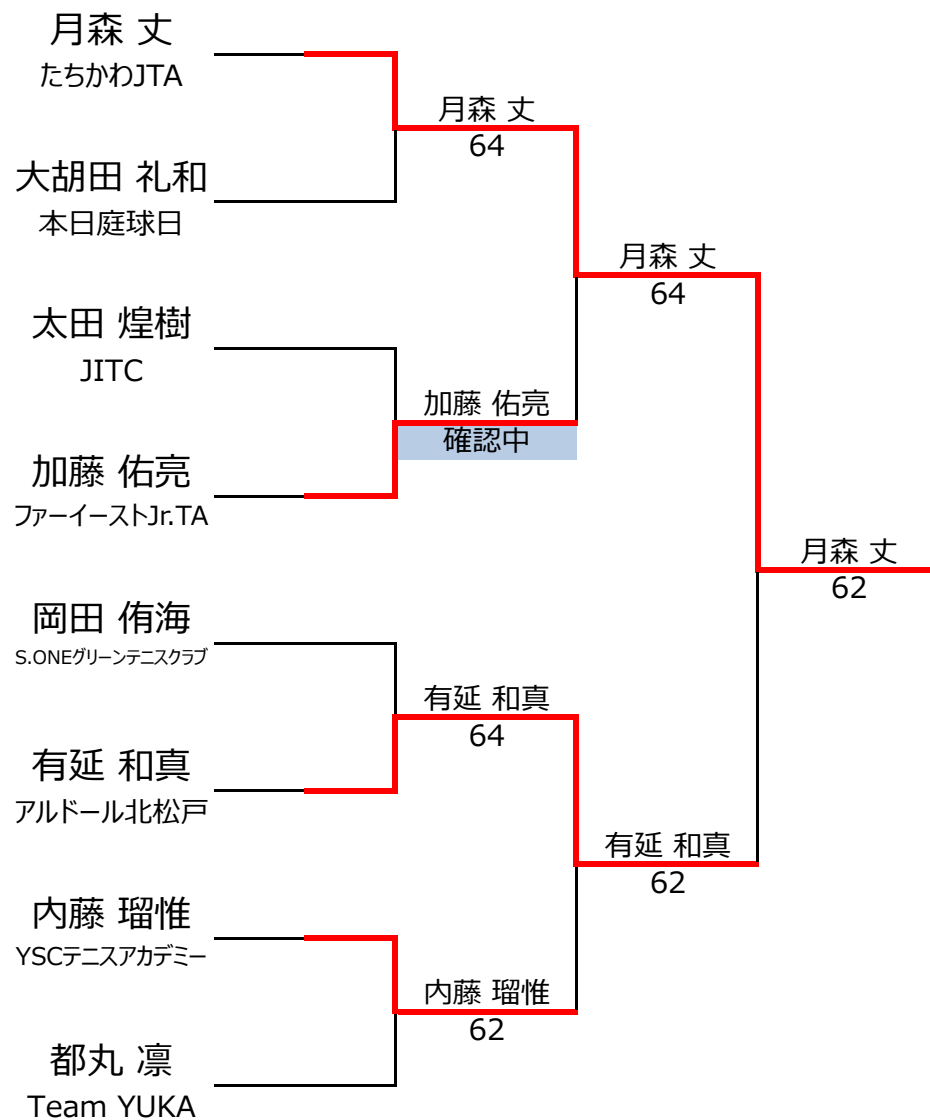 月森 丈
たちかわJTA
大胡田 礼和
本日庭球日
太田 煌樹
JITC
加藤 佑亮
ファーイーストJr.TA
岡田 侑海
S.ONEグリーンテニスクラブ
有延 和真
アルドール北松戸
内藤 瑠惟
YSCテニスアカデミー
都丸 凛
Team YUKA
月森 丈
64
加藤 佑亮
確認中
有延 和真
64
内藤 瑠惟
62
月森 丈
64
有延 和真
62
月森 丈
62